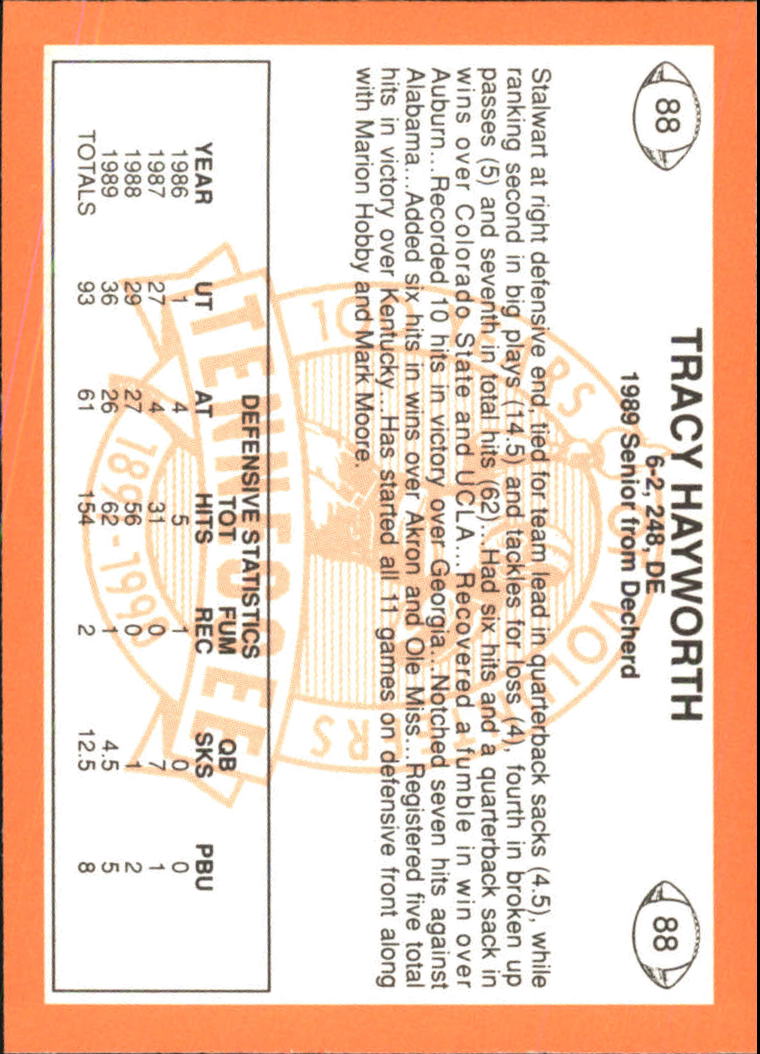 88
TRACY HAYWORTH
6-2, 248, DE
1989 Senior from Decherd
88
Stalwart at right defensive end, tied for team lead in quarterback sacks (4.5), while
ranking second in big plays (14.5) and tackles for loss (4), fourth in broken up
passes (5) and seventh in total hits (62)...Had six hits and a quarterback sack in
wins over Colorado State and UCLA...Recovered a fumble in win over
Auburn...Recorded 10 hits in victory over Georgia...Notched seven hits against
Alabama...Added six hits in wins over Akron and Ole Miss...Registered five total
hits in victory over Kentucky...Has started all 11 games on defensive front along
with Marion Hobby and Mark Moore.
100 YEARS OF VOLUNTEERS
TENNESSEE
1891-1990
DEFENSIVE STATISTICS
TOT FUM QB
YEAR UT AT HITS REC SKS PBU
1986 1 4 5 1 0 0
1987 27 4 31 0 7 1
1988 29 27 56 0 1 2
1989 36 26 62 1 4.5 5
TOTALS 93 61 154 2 12.5 8